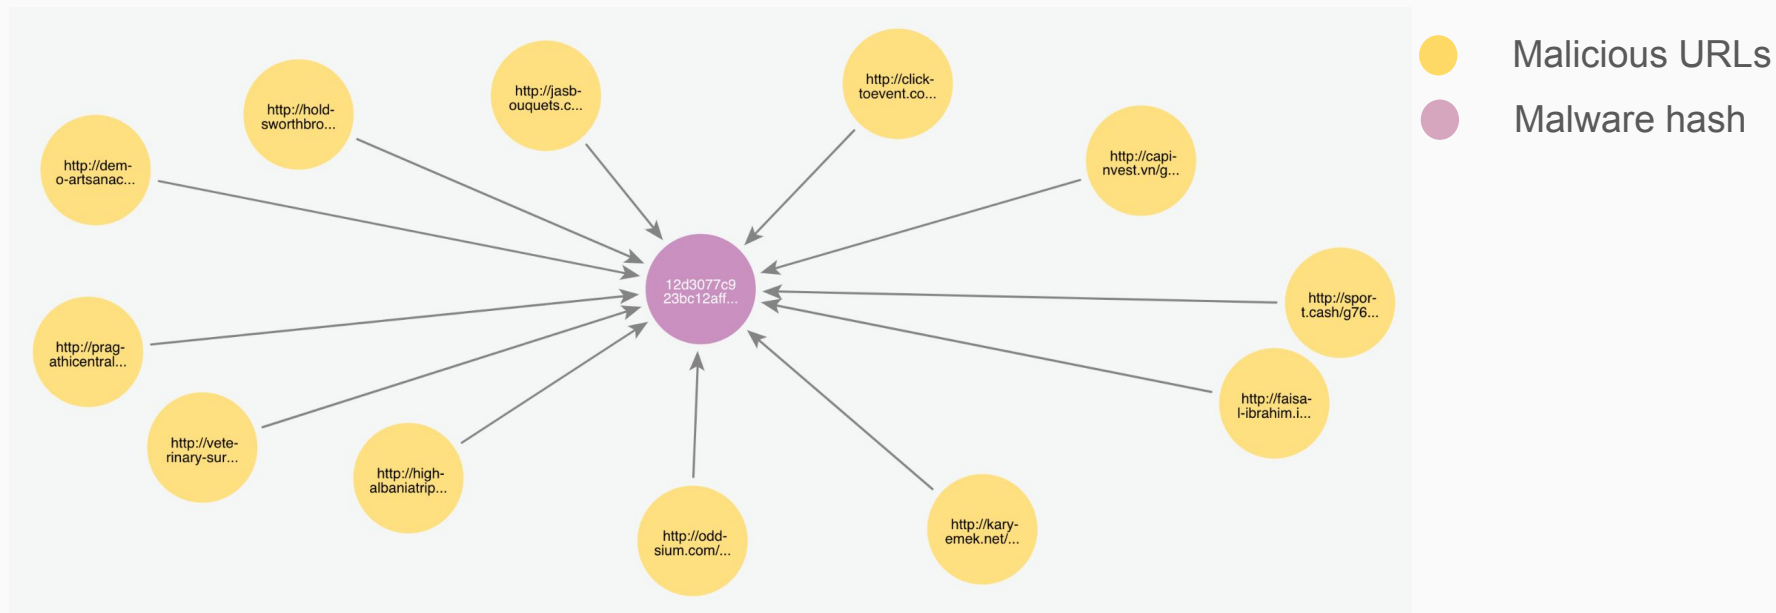 http://jasb-
ouquets.c...
http://click-
toevent.co...
http://hold-
sworthbro...
http://dem-
o-artsanac...
http://capi-
nvest.vn/g...
12d3077c9
23bc12aff...
http://spor-
t.cash/g76...
http://prag-
athicentral...
http://faisa-
l-ibrahim.i...
http://vete-
rinary-sur...
http://high-
albaniatrip...
http://odd-
sium.com/...
http://kary-
emek.net/...
Malicious URLs
Malware hash